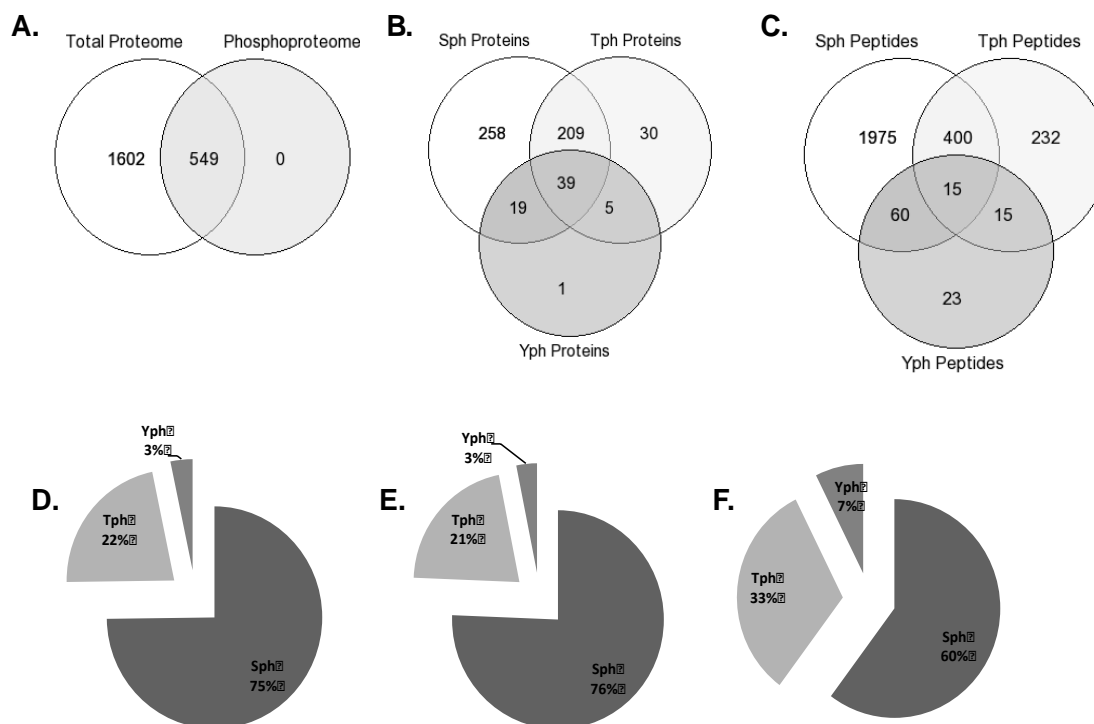 A.
Total Proteome Phosphoproteome
1602 549 0
B.
Sph Proteins Tph Proteins
258 209 30
39
19 5
1
Yph Proteins
C.
Sph Peptides Tph Peptides
1975 400 232
15
60 15
23
Yph Peptides
D.
Yph
3%
Tph
22%
Sph
75%
E.
Yph
3%
Tph
21%
Sph
76%
F.
Yph
7%
Tph
33%
Sph
60%